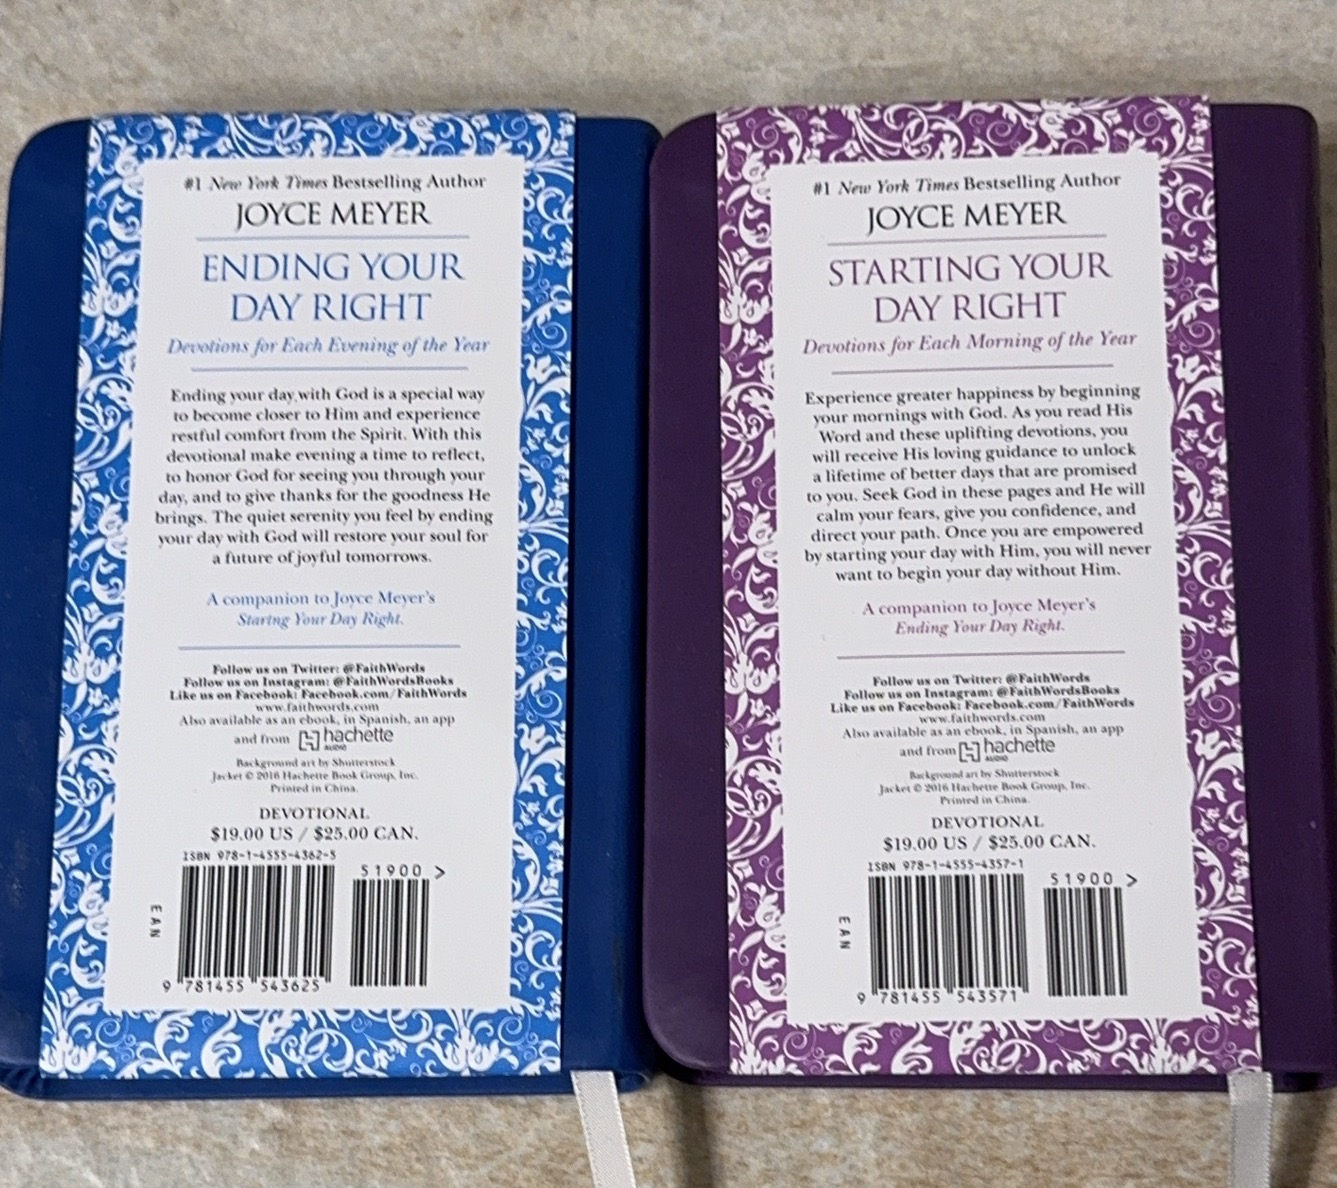 #1 New York Times Bestselling Author
JOYCE MEYER
ENDING YOUR
DAY RIGHT
Devotions for Each Evening of the Year
Ending your day with God is a special way
to become closer to Him and experience
restful comfort from the Spirit. With this
devotional make evening a time to reflect,
to honor God for seeing you through your
day, and to give thanks for the goodness He
brings. The quiet serenity you feel by ending
your day with God will restore your soul for
a future of joyful tomorrows.
A companion to Joyce Meyer's
Starting Your Day Right.
Follow us on Twitter: @FaithWords
Follow us on Instagram: @FaithWordsBooks
Like us on Facebook: Facebook.com/FaithWords
www.faithwords.com
Also available as an ebook, in Spanish, an app
and from hachette
AUDIO
Background art by Shutterstock
Jacket © 2016 Hachette Book Group, Inc.
Printed in China.
DEVOTIONAL
$19.00 US / $25.00 CAN.
ISBN 978-1-4555-4362-5
51900 >
EAN
9 781455 543625
#1 New York Times Bestselling Author
JOYCE MEYER
STARTING YOUR
DAY RIGHT
Devotions for Each Morning of the Year
Experience greater happiness by beginning
your mornings with God. As you read His
Word and these uplifting devotions, you
will receive His loving guidance to unlock
a lifetime of better days that are promised
to you. Seek God in these pages and He will
calm your fears, give you confidence, and
direct your path. Once you are empowered
by starting your day with Him, you will never
want to begin your day without Him.
A companion to Joyce Meyer's
Ending Your Day Right.
Follow us on Twitter: @FaithWords
Follow us on Instagram: @FaithWordsBooks
Like us on Facebook: Facebook.com/FaithWords
www.faithwords.com
Also available as an ebook, in Spanish, an app
and from hachette
AUDIO
Background art by Shutterstock
Jacket © 2016 Hachette Book Group, Inc.
Printed in China.
DEVOTIONAL
$19.00 US / $25.00 CAN.
ISBN 978-1-4555-4357-1
51900 >
EAN
9 781455 543571